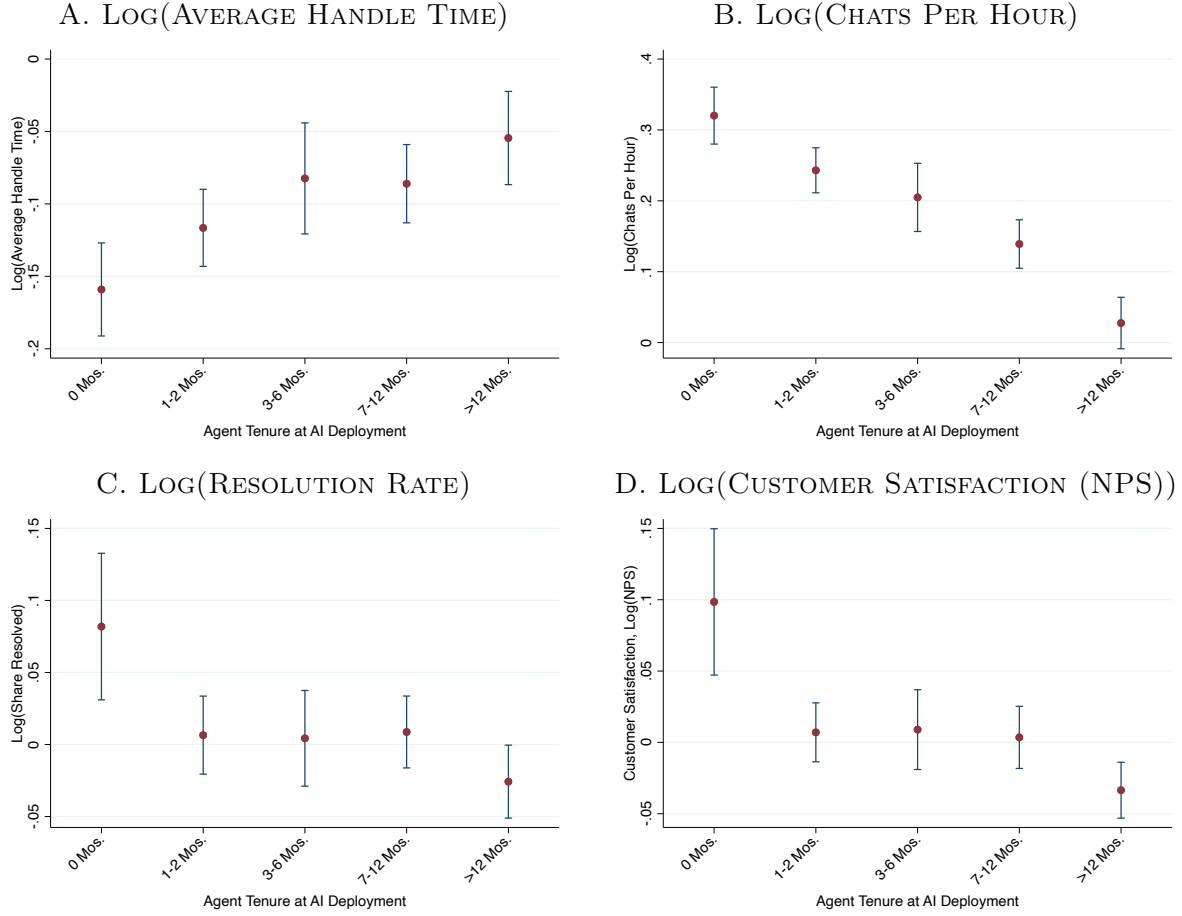 A. Log(Average Handle Time)
0
-.05
-.1
-.15
-.2
Log(Average Handle Time)
0 Mos.
1-2 Mos.
3-6 Mos.
7-12 Mos.
>12 Mos.
Agent Tenure at AI Deployment
B. Log(Chats Per Hour)
.4
.3
.2
.1
0
Log(Chats Per Hour)
0 Mos.
1-2 Mos.
3-6 Mos.
7-12 Mos.
>12 Mos.
Agent Tenure at AI Deployment
C. Log(Resolution Rate)
.15
.1
.05
0
-.05
Log(Share Resolved)
0 Mos.
1-2 Mos.
3-6 Mos.
7-12 Mos.
>12 Mos.
Agent Tenure at AI Deployment
D. Log(Customer Satisfaction (NPS))
.15
.1
.05
0
-.05
Customer Satisfaction, Log(NPS)
0 Mos.
1-2 Mos.
3-6 Mos.
7-12 Mos.
>12 Mos.
Agent Tenure at AI Deployment